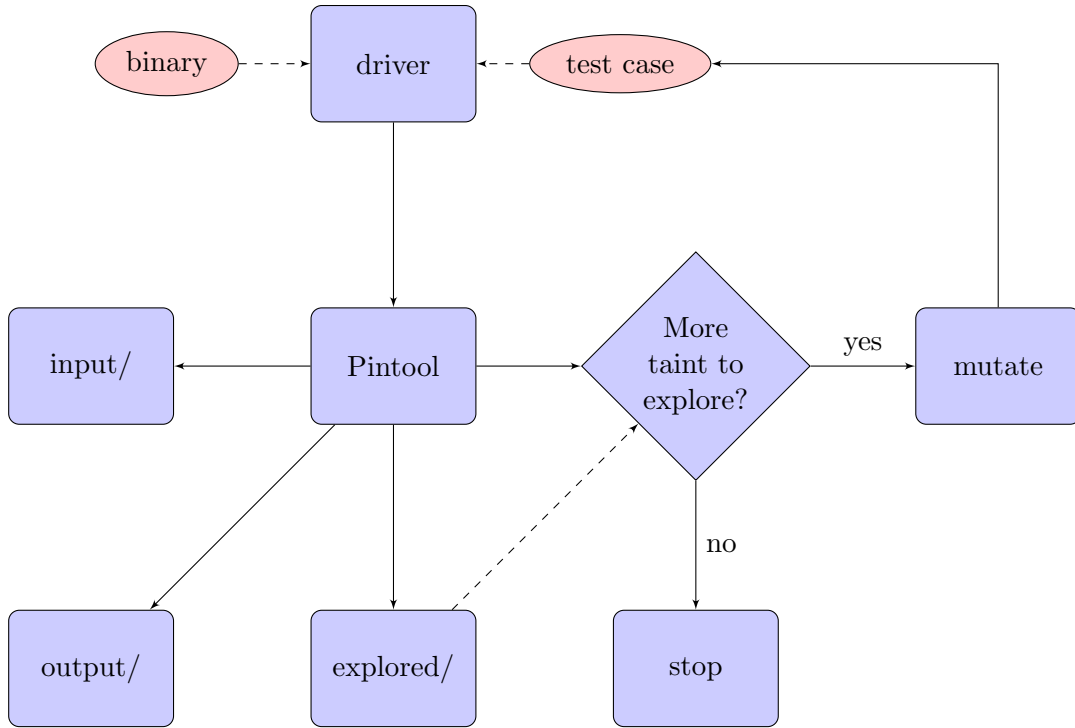 binary
driver
test case
input/
Pintool
More
taint to
explore?
yes
mutate
no
output/
explored/
stop